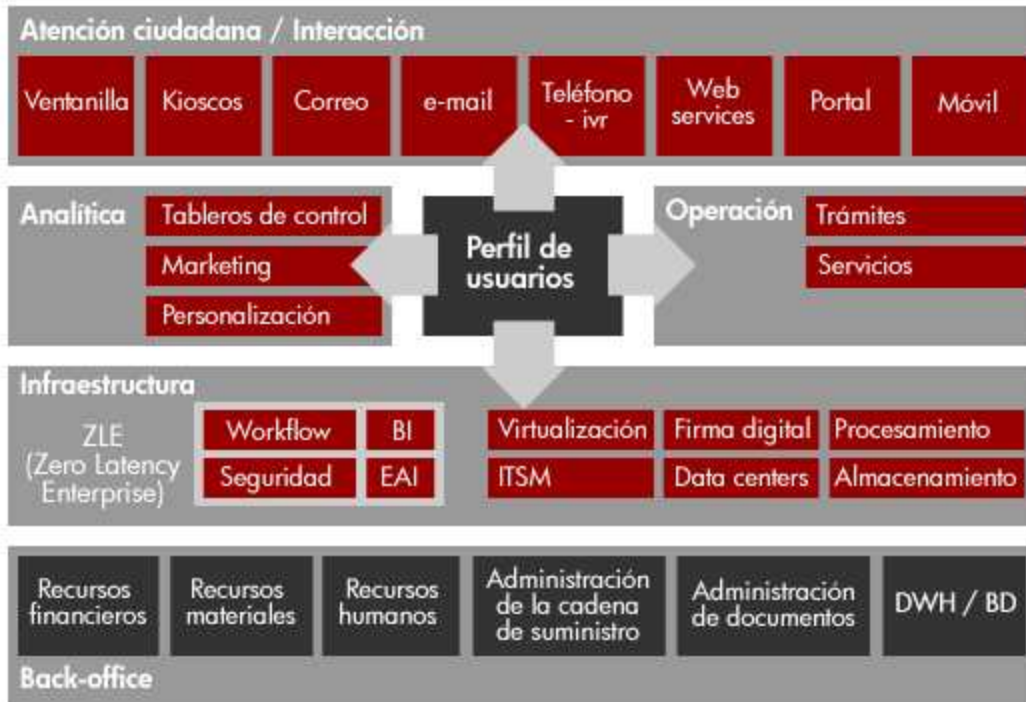 Atención ciudadana / Interacción
Ventanilla
Kioscos
Correo
e-mail
Teléfono
- ivr
Web
services
Portal
Móvil
Analítica
Tableros de control
Marketing
Personalización
Perfil de
usuarios
Operación
Trámites
Servicios
Infraestructura
ZLE
(Zero Latency
Enterprise)
Workflow
BI
Seguridad
EAI
Virtualización
Firma digital
Procesamiento
ITSM
Data centers
Almacenamiento
Recursos
financieros
Recursos
materiales
Recursos
humanos
Administración
de la cadena
de suministro
Administración
de documentos
DWH / BD
Back-office